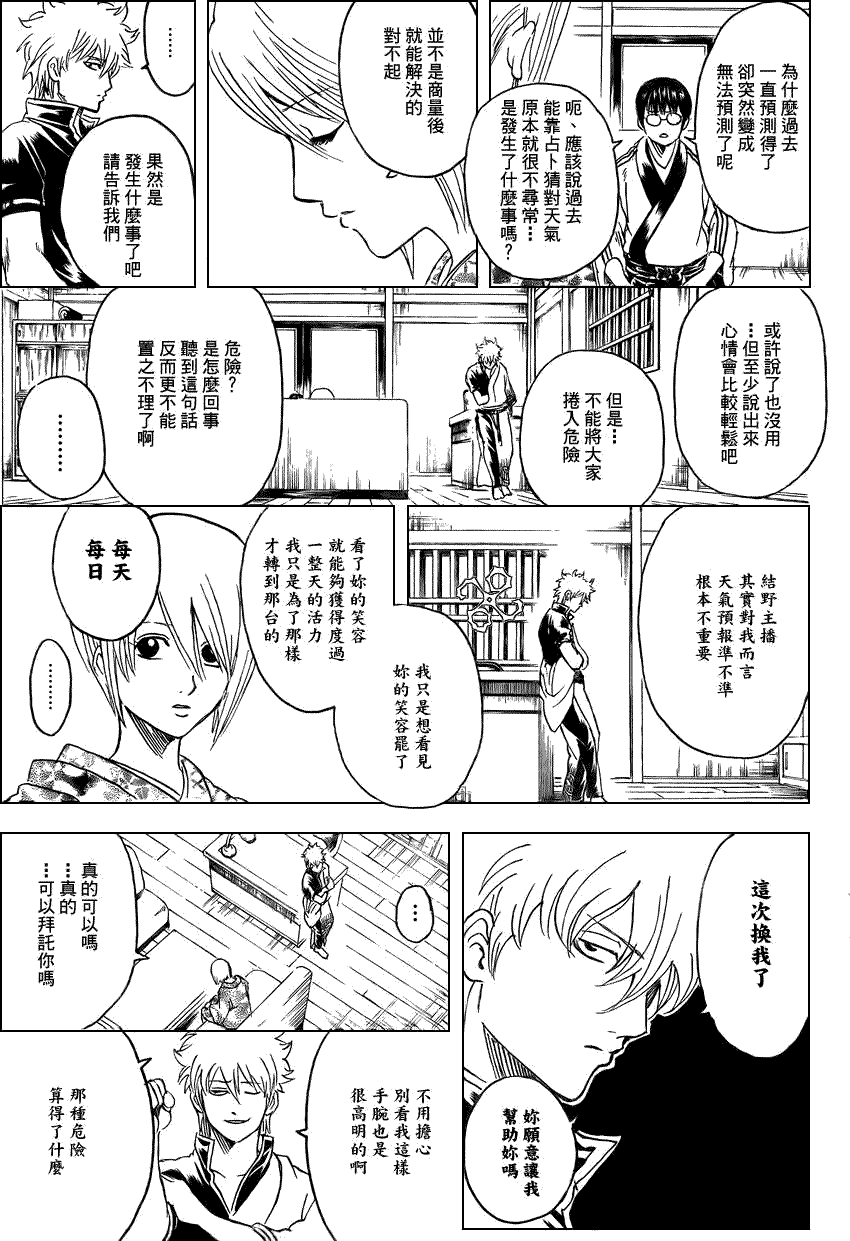 為什麼過去
一直預測得了
卻突然變成
無法預測了呢
呃、應該說過去
能靠占卜猜對天氣
原本就很不尋常…
是發生了什麼事嗎？
並不是商量後
就能解決的
對不起
……
果然是
發生什麼事了吧
請告訴我們
或許說了也沒用
…但至少說出來
心情會比較輕鬆吧
但是…
不能將大家
捲入危險
危險？
是怎麼回事
聽到這句話
反而更不能
置之不理了啊
………
結野主播
其實對我而言
天氣預報準不準
根本不重要
我只是想看見
妳的笑容罷了
看了妳的笑容
就能夠獲得度過
一整天的活力
我只是為了那樣
才轉到那台的
每天
每日
………
這次換我了
妳願意讓我
幫助妳嗎
…
真的可以嗎
…真的
…可以拜託你嗎
不用擔心
別看我這樣
手腕也是
很高明的啊
那種危險
算得了什麼